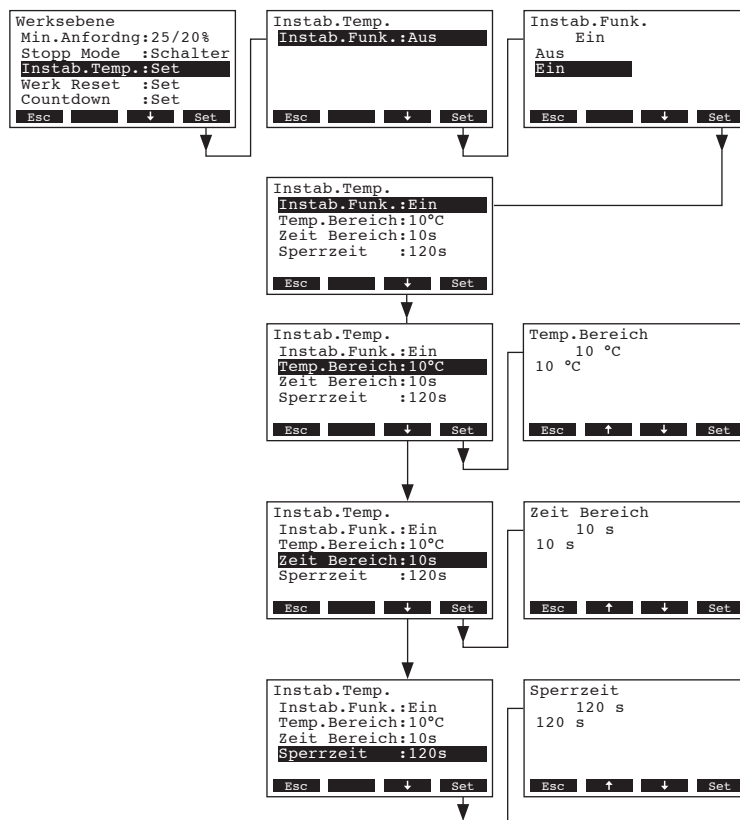 Werksebene
Min.Anfordng:25/20%
Stopp Mode :Schalter
Instab.Temp.:Set
Werk Reset :Set
Countdown :Set
Esc ↓ Set
Instab.Temp.
Instab.Funk.:Aus
Esc ↓ Set
Instab.Funk.
Ein
Aus
Ein
Esc ↓ Set
Instab.Temp.
Instab.Funk.:Ein
Temp.Bereich:10°C
Zeit Bereich:10s
Sperrzeit :120s
Esc ↓ Set
Instab.Temp.
Instab.Funk.:Ein
Temp.Bereich:10°C
Zeit Bereich:10s
Sperrzeit :120s
Esc ↓ Set
Temp.Bereich
10 °C
10 °C
Esc ↑ ↓ Set
Instab.Temp.
Instab.Funk.:Ein
Temp.Bereich:10°C
Zeit Bereich:10s
Sperrzeit :120s
Esc ↓ Set
Zeit Bereich
10 s
10 s
Esc ↑ ↓ Set
Instab.Temp.
Instab.Funk.:Ein
Temp.Bereich:10°C
Zeit Bereich:10s
Sperrzeit :120s
Esc ↓ Set
Sperrzeit
120 s
120 s
Esc ↑ ↓ Set